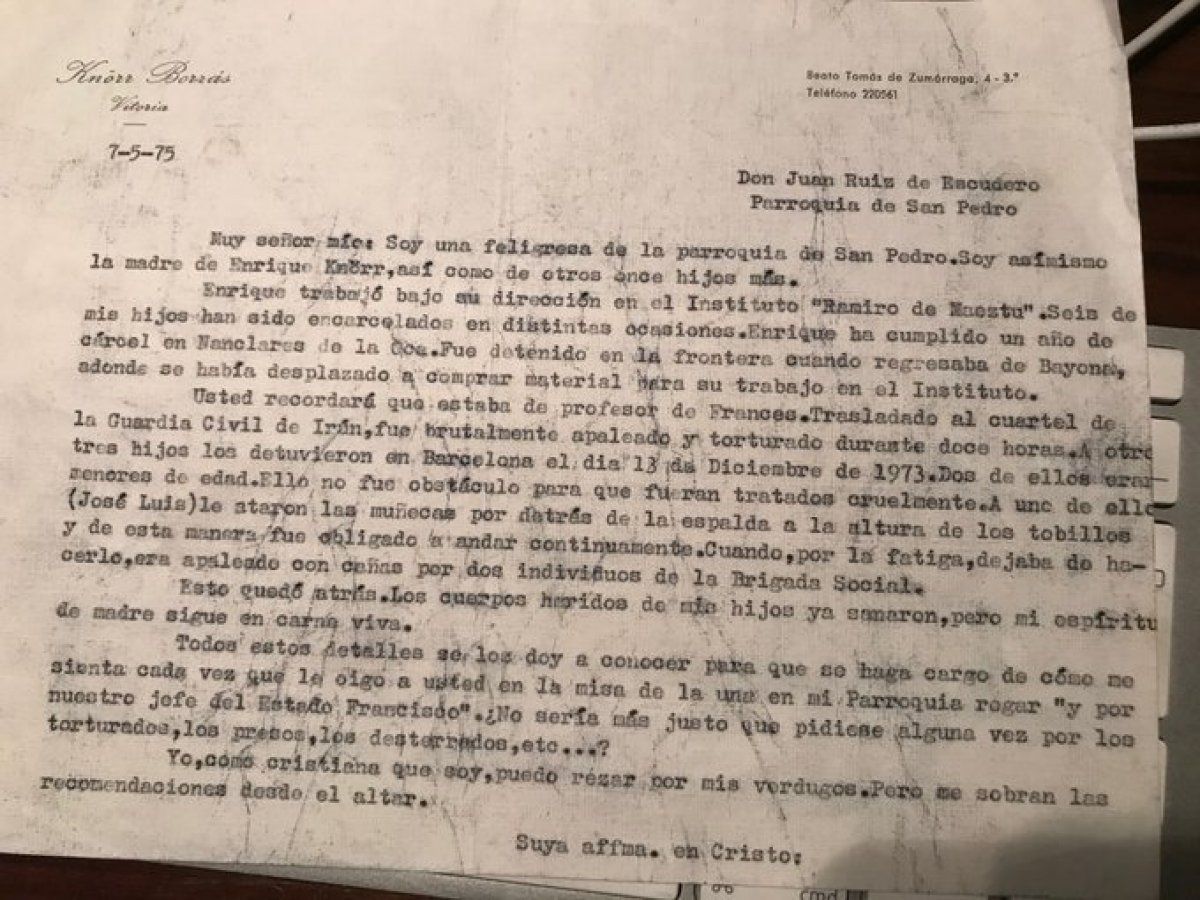 Knörr Borrás
Vitoria
7-5-75
Beato Tomás de Zumárraga, 4 - 3.º
Teléfono 220561
Don Juan Ruiz de Escudero
Parroquia de San Pedro
Muy señor mío: Soy una feligresa de la parroquia de San Pedro.Soy asímismo
la madre de Enrique Knörr,así como de otros once hijos más.
Enrique trabajó bajo su dirección en el Instituto "Ramiro de Maestu".Seis de
mis hijos han sido encarcelados en distintas ocasiones.Enrique ha cumplido un año de
cárcel en Nanclares de la Oca.Fue detenido en la frontera cuando regresaba de Bayona,
adonde se había desplazado a comprar material para su trabajo en el Instituto.
Usted recordará que estaba de profesor de Frances.Trasladado al cuartel de
la Guardia Civil de Irún,fue brutalmente apaleado y torturado durante doce horas.A otro
tres hijos los detuvieron en Barcelona el dia 13 de Diciembre de 1973.Dos de ellos eran
menores de edad.Ello no fue obstáculo para que fueran tratados cruelmente.A uno de ello
(José Luis)le ataron las muñecas por detrás de la espalda a la altura de los tobillos
y de esta manera fue obligado a andar continuamente.Cuando,por la fatiga,dejaba de ha-
cerlo,era apaleado con cañas por dos individuos de la Brigada Social.
Esto quedó atrás.Los cuerpos heridos de mis hijos ya sanaron,pero mi espíritu
de madre sigue en carne viva.
Todos estos detalles se los doy a conocer para que se haga cargo de cómo me
sienta cada vez que le oigo a usted en la misa de la una en mi Parroquia rogar "y por
nuestro jefe del Estado Francisco".¿No sería más justo que pidiese alguna vez por los
torturados,los presos,los desterrados,etc...?
Yo,como cristiana que soy,puedo rezar por mis verdugos.Pero me sobran las
recomendaciones desde el altar.
Suya affma. en Cristo:
cmd